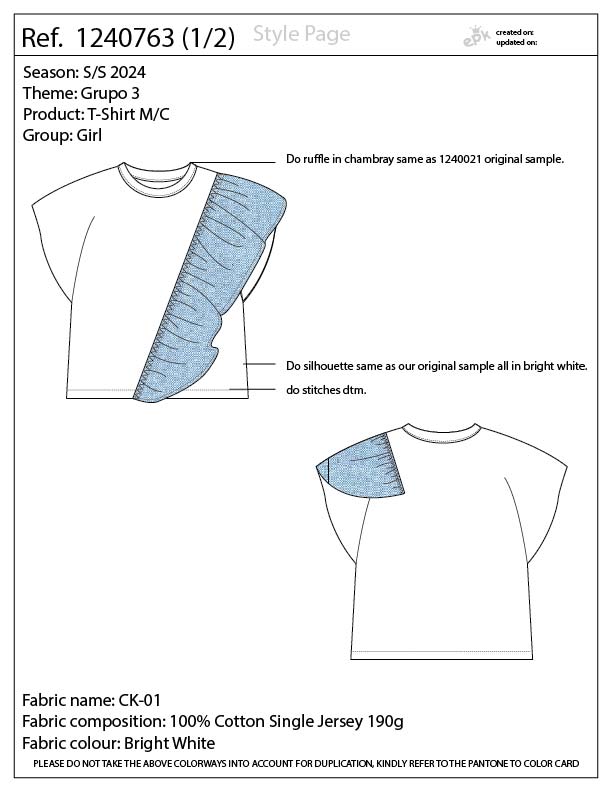 Ref. 1240763 (1/2)
Style Page
epk
created on:
updated on:
Season: S/S 2024
Theme: Grupo 3
Product: T-Shirt M/C
Group: Girl
Do ruffle in chambray same as 1240021 original sample.
Do silhouette same as our original sample all in bright white.
do stitches dtm.
Fabric name: CK-01
Fabric composition: 100% Cotton Single Jersey 190g
Fabric colour: Bright White
PLEASE DO NOT TAKE THE ABOVE COLORWAYS INTO ACCOUNT FOR DUPLICATION, KINDLY REFER TO THE PANTONE TO COLOR CARD